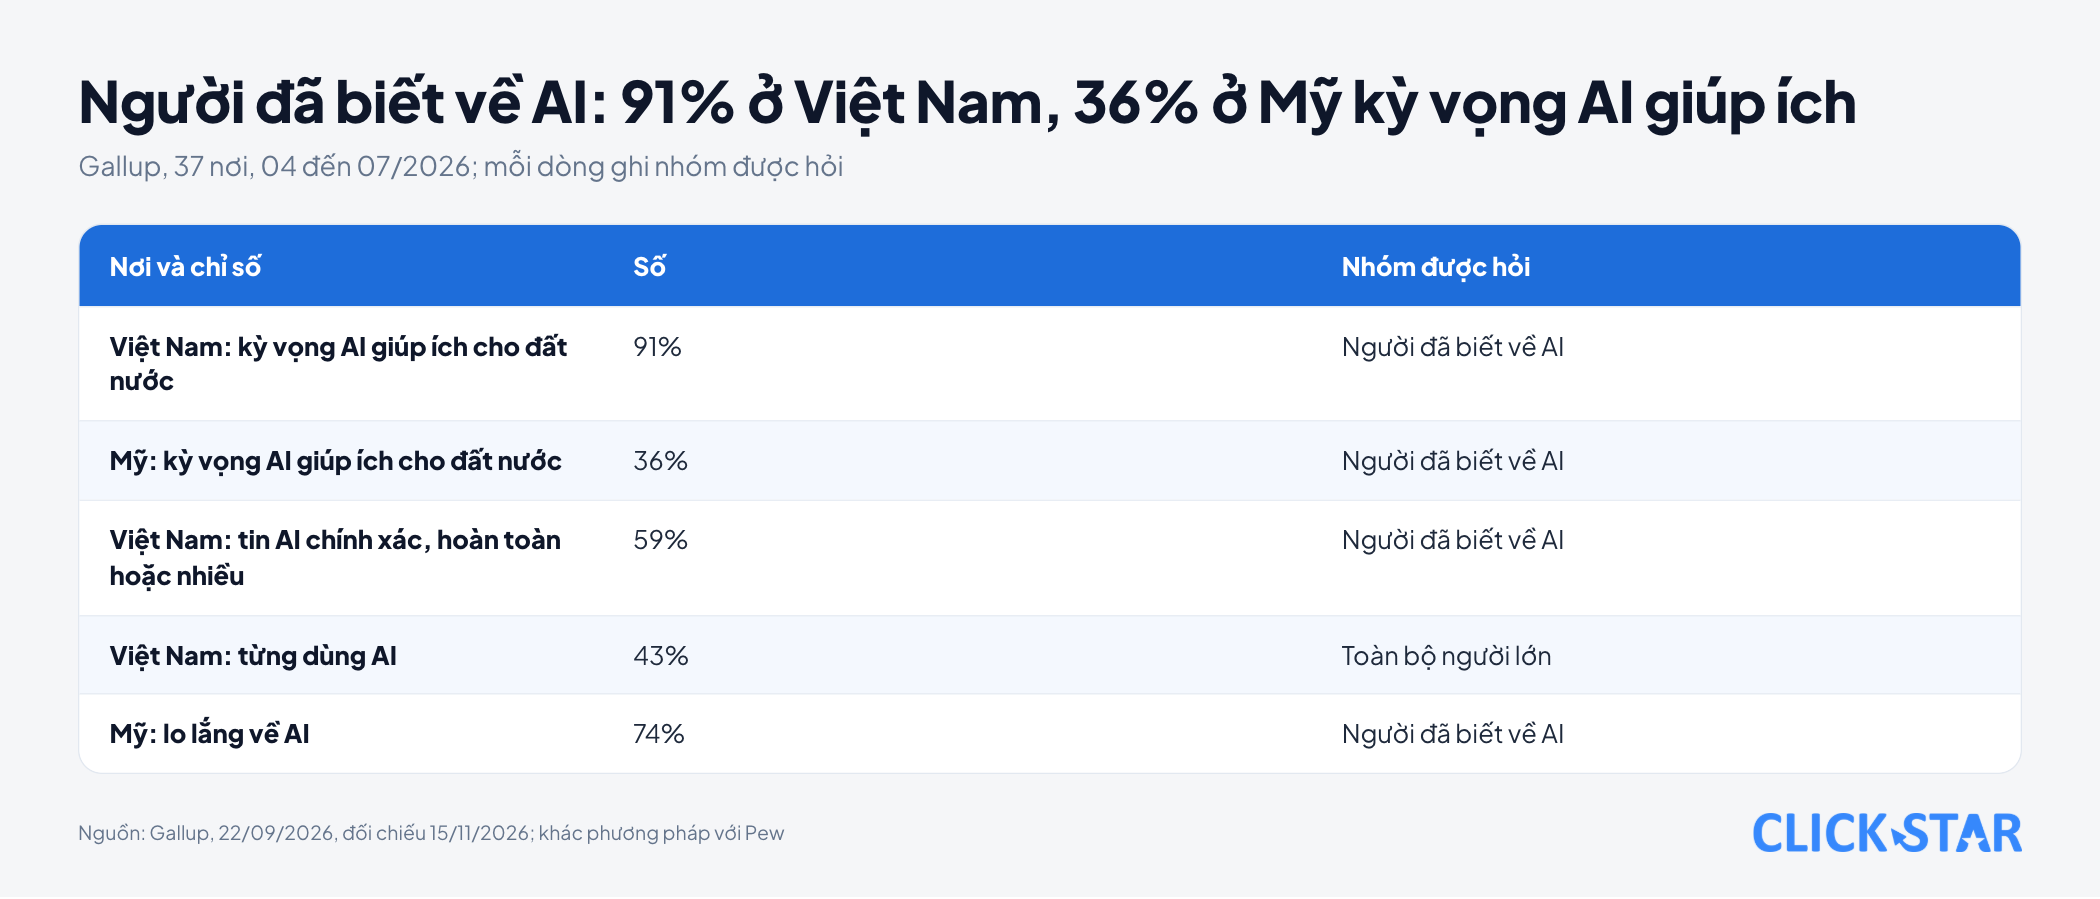 Người đã biết về AI: 91% ở Việt Nam, 36% ở Mỹ kỳ vọng AI giúp ích
Gallup, 37 nơi, 04 đến 07/2026; mỗi dòng ghi nhóm được hỏi
Nơi và chỉ số Số Nhóm được hỏi
Việt Nam: kỳ vọng AI giúp ích cho đất 91% Người đã biết về AI
nước
Mỹ: kỳ vọng AI giúp ích cho đất nước 36% Người đã biết về AI
Việt Nam: tin AI chính xác, hoàn toàn 59% Người đã biết về AI
hoặc nhiều
Việt Nam: từng dùng AI 43% Toàn bộ người lớn
Mỹ: lo lắng về AI 74% Người đã biết về AI
Nguồn: Gallup, 22/09/2026, đối chiếu 15/11/2026; khác phương pháp với Pew
CLICK STAR